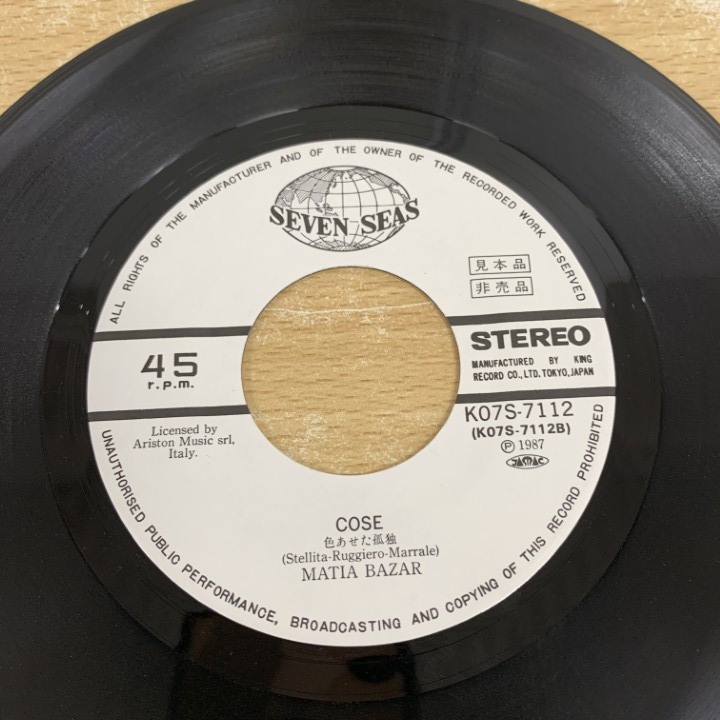 ALL RIGHTS OF THE MANUFACTURER AND OF THE OWNER OF THE RECORDED WORK RESERVED
SEVEN SEAS
見本品
非売品
45
r.p.m.
STEREO
MANUFACTURED BY KING
RECORD CO., LTD. TOKYO, JAPAN
Licensed by
Ariston Music srl,
Italy.
K07S-7112
(K07S-7112B)
Ⓟ 1987
JAMAC
COSE
色あせた孤独
(Stellita-Ruggiero-Marrale)
MATIA BAZAR
UNAUTHORISED PUBLIC PERFORMANCE, BROADCASTING AND COPYING OF THIS RECORD PROHIBITED